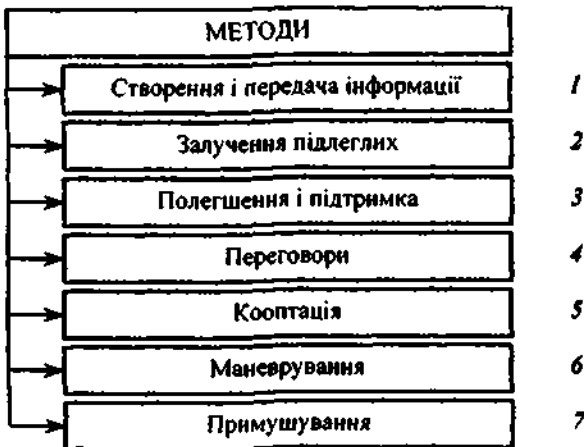 МЕТОДИ
Створення і передача інформації 1
Залучення підлеглих 2
Полегшення і підтримка 3
Переговори 4
Кооптація 5
Маневрування 6
Примушування 7